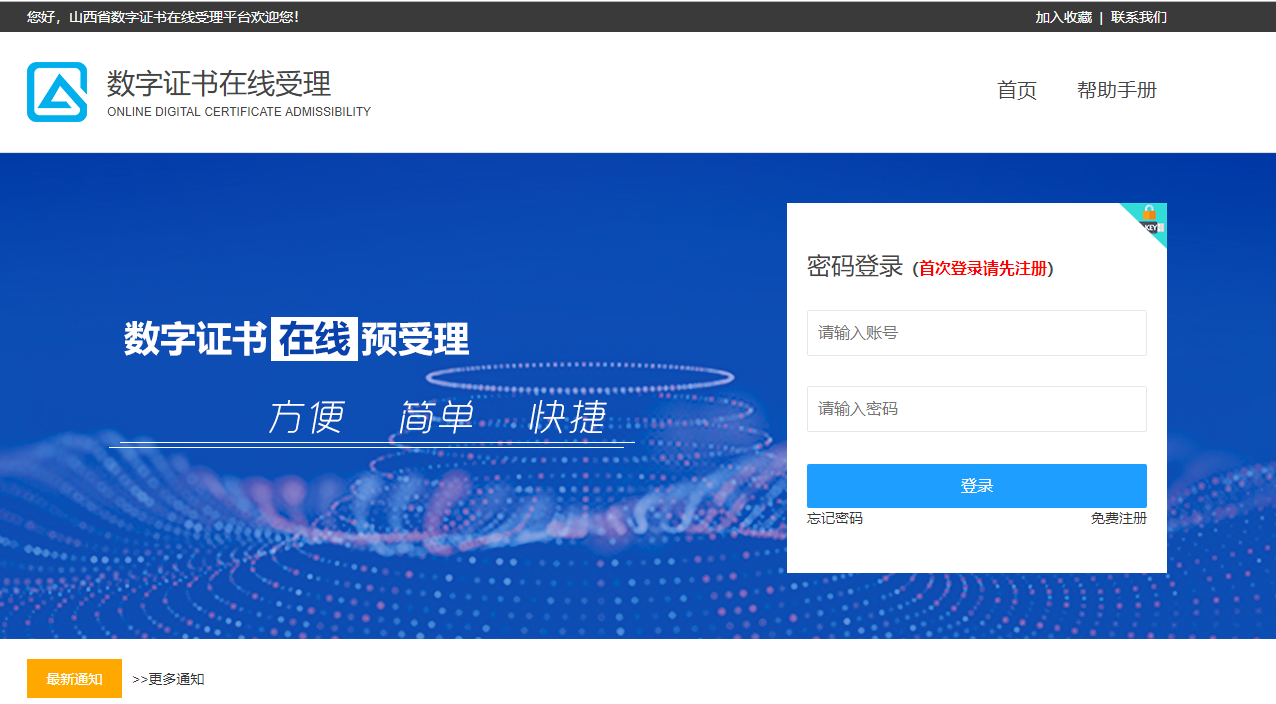 您好，山西省数字证书在线受理平台欢迎您！
加入收藏 | 联系我们
数字证书在线受理
ONLINE DIGITAL CERTIFICATE ADMISSIBILITY
首页 帮助手册
KEY
密码登录（首次登录请先注册）
请输入账号
数字证书在线预受理
方便 简单 快捷
请输入密码
登录
忘记密码 免费注册
最新通知 >>更多通知